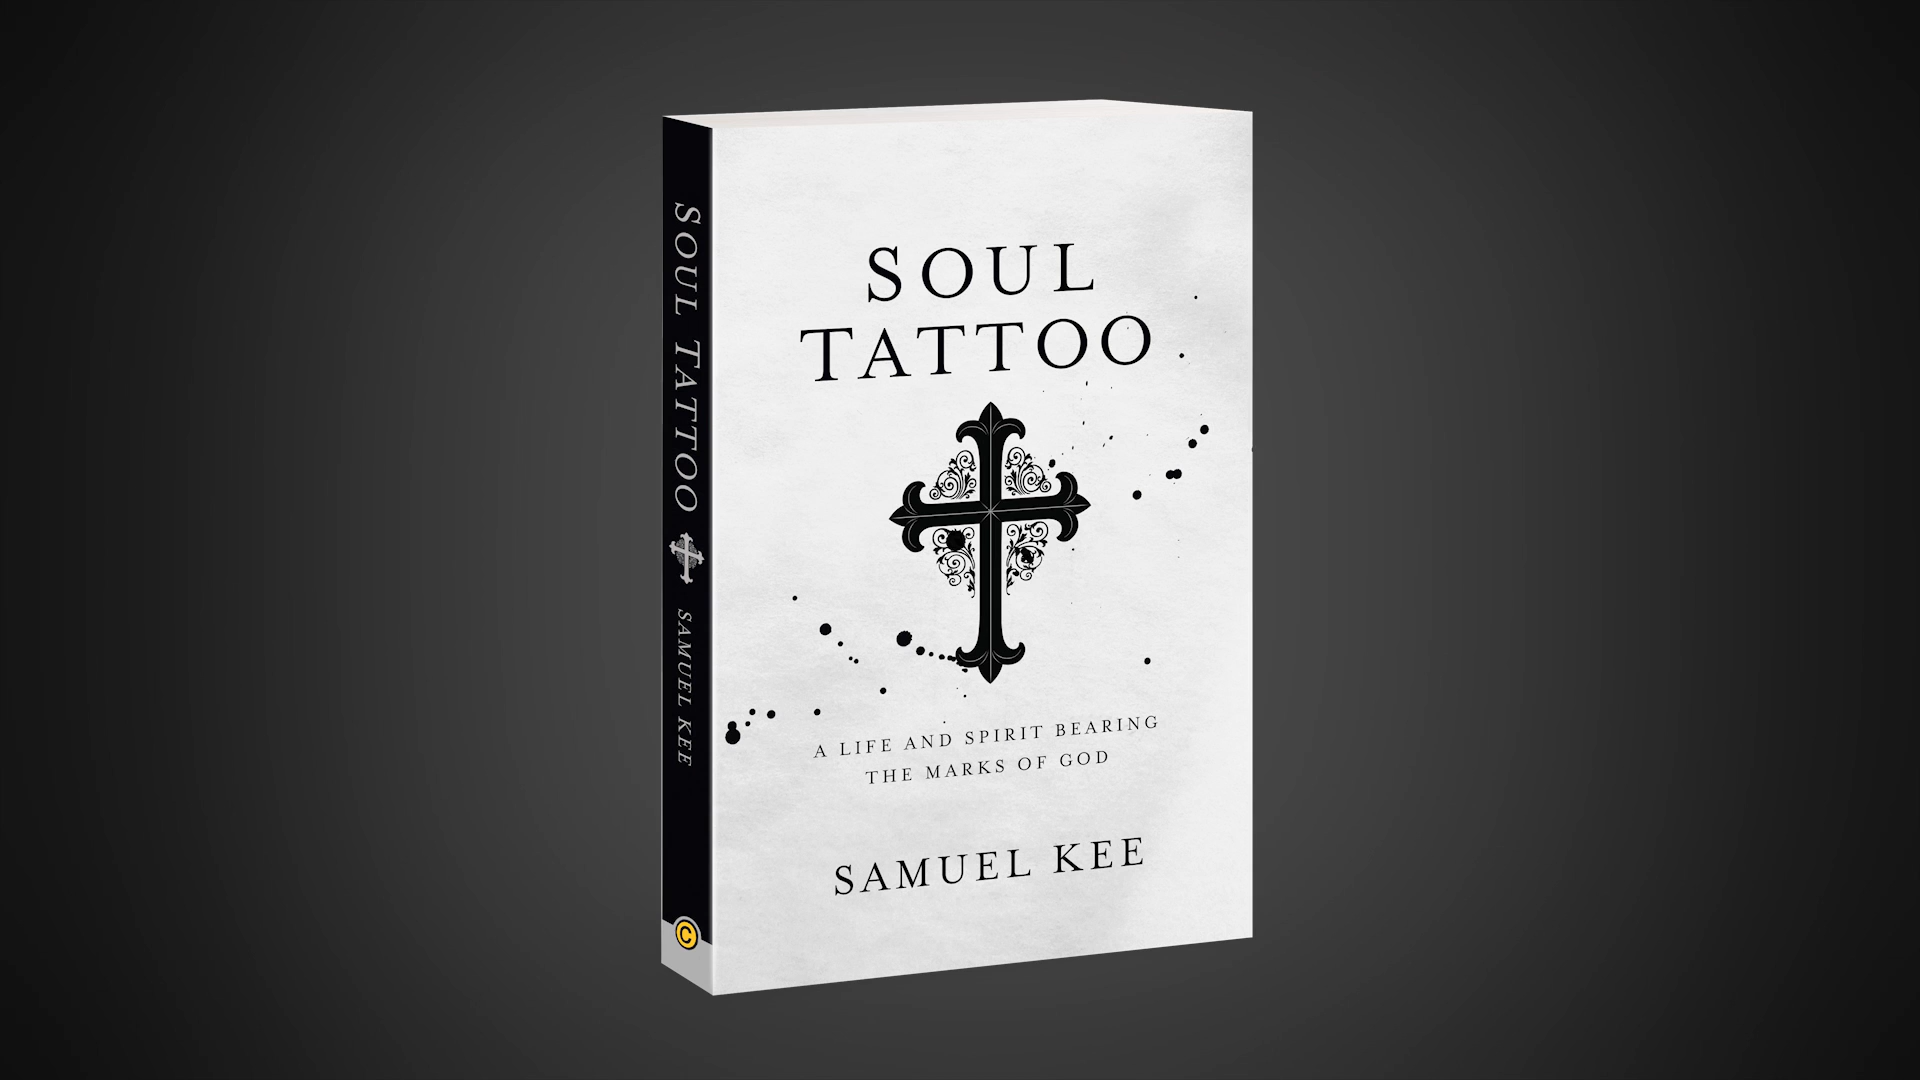 SOUL TATTOO SAMUEL KEE
C
SOUL
TATTOO
A LIFE AND SPIRIT BEARING
THE MARKS OF GOD
SAMUEL KEE